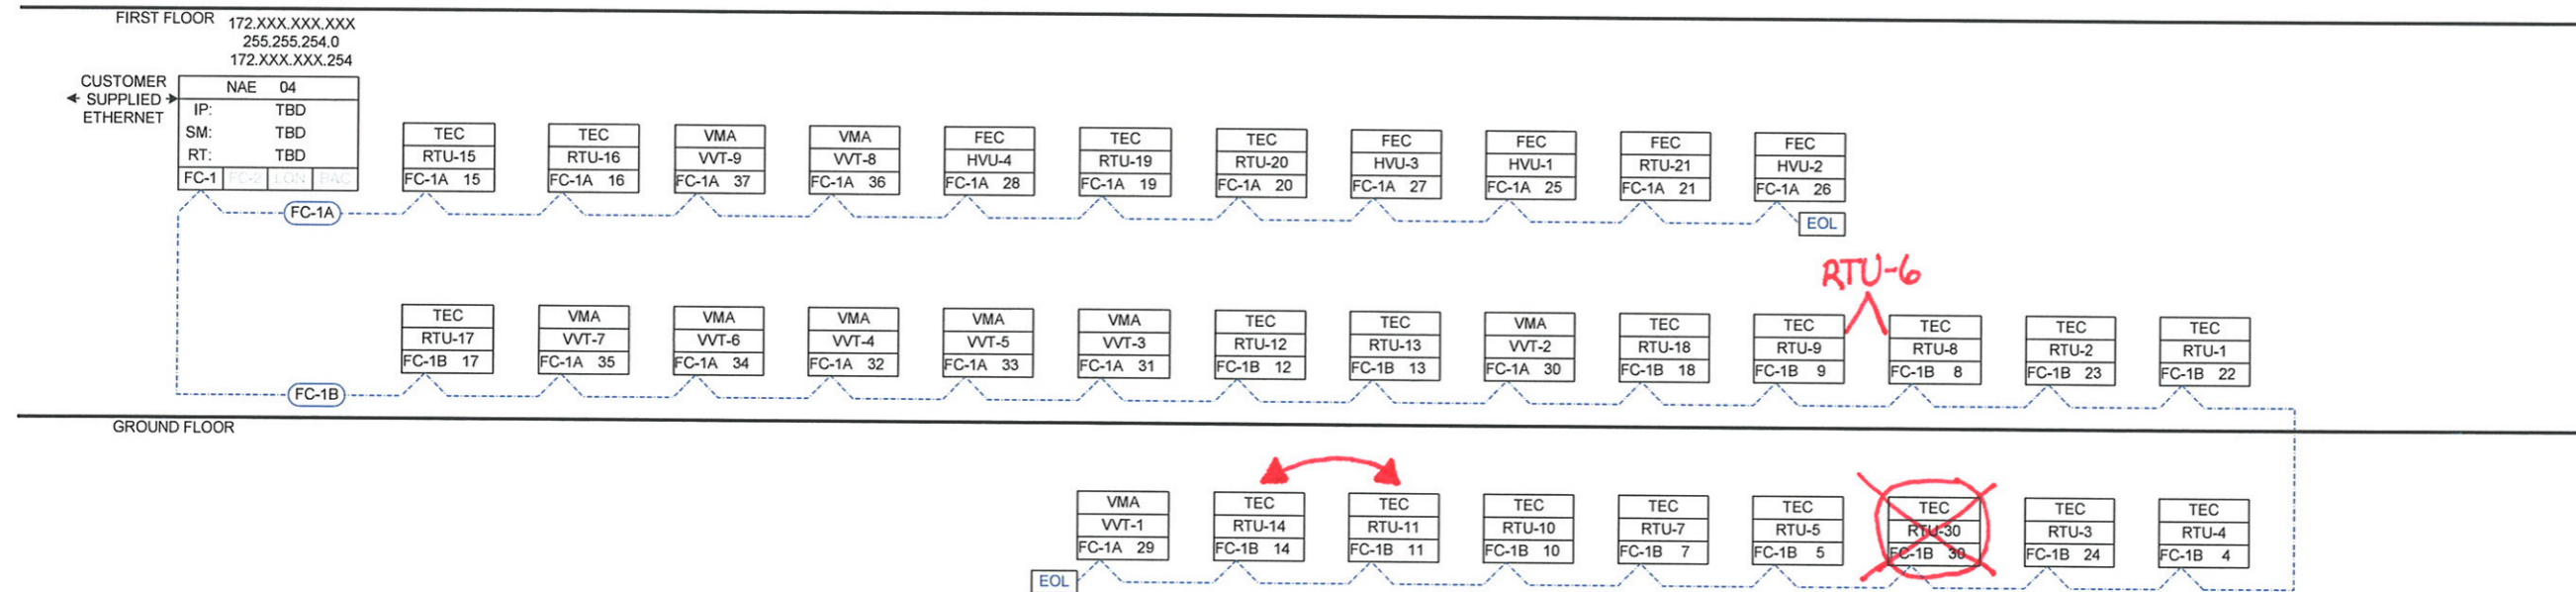 FIRST FLOOR
172.XXX.XXX.XXX
255.255.254.0
172.XXX.XXX.254
CUSTOMER
SUPPLIED
ETHERNET
NAE 04
IP: TBD
SM: TBD
RT: TBD
FC-1 FC-2 LON BAC
FC-1A
TEC
RTU-15
FC-1A 15
TEC
RTU-16
FC-1A 16
VMA
VVT-9
FC-1A 37
VMA
VVT-8
FC-1A 36
FEC
HVU-4
FC-1A 28
TEC
RTU-19
FC-1A 19
TEC
RTU-20
FC-1A 20
FEC
HVU-3
FC-1A 27
FEC
HVU-1
FC-1A 25
FEC
RTU-21
FC-1A 21
FEC
HVU-2
FC-1A 26
EOL
RTU-6
FC-1B
TEC
RTU-17
FC-1B 17
VMA
VVT-7
FC-1A 35
VMA
VVT-6
FC-1A 34
VMA
VVT-4
FC-1A 32
VMA
VVT-5
FC-1A 33
VMA
VVT-3
FC-1A 31
TEC
RTU-12
FC-1B 12
TEC
RTU-13
FC-1B 13
VMA
VVT-2
FC-1A 30
TEC
RTU-18
FC-1B 18
TEC
RTU-9
FC-1B 9
TEC
RTU-8
FC-1B 8
TEC
RTU-2
FC-1B 23
TEC
RTU-1
FC-1B 22
GROUND FLOOR
VMA
VVT-1
FC-1A 29
TEC
RTU-14
FC-1B 14
TEC
RTU-11
FC-1B 11
TEC
RTU-10
FC-1B 10
TEC
RTU-7
FC-1B 7
TEC
RTU-5
FC-1B 5
TEC
RTU-30
FC-1B 30
TEC
RTU-3
FC-1B 24
TEC
RTU-4
FC-1B 4
EOL